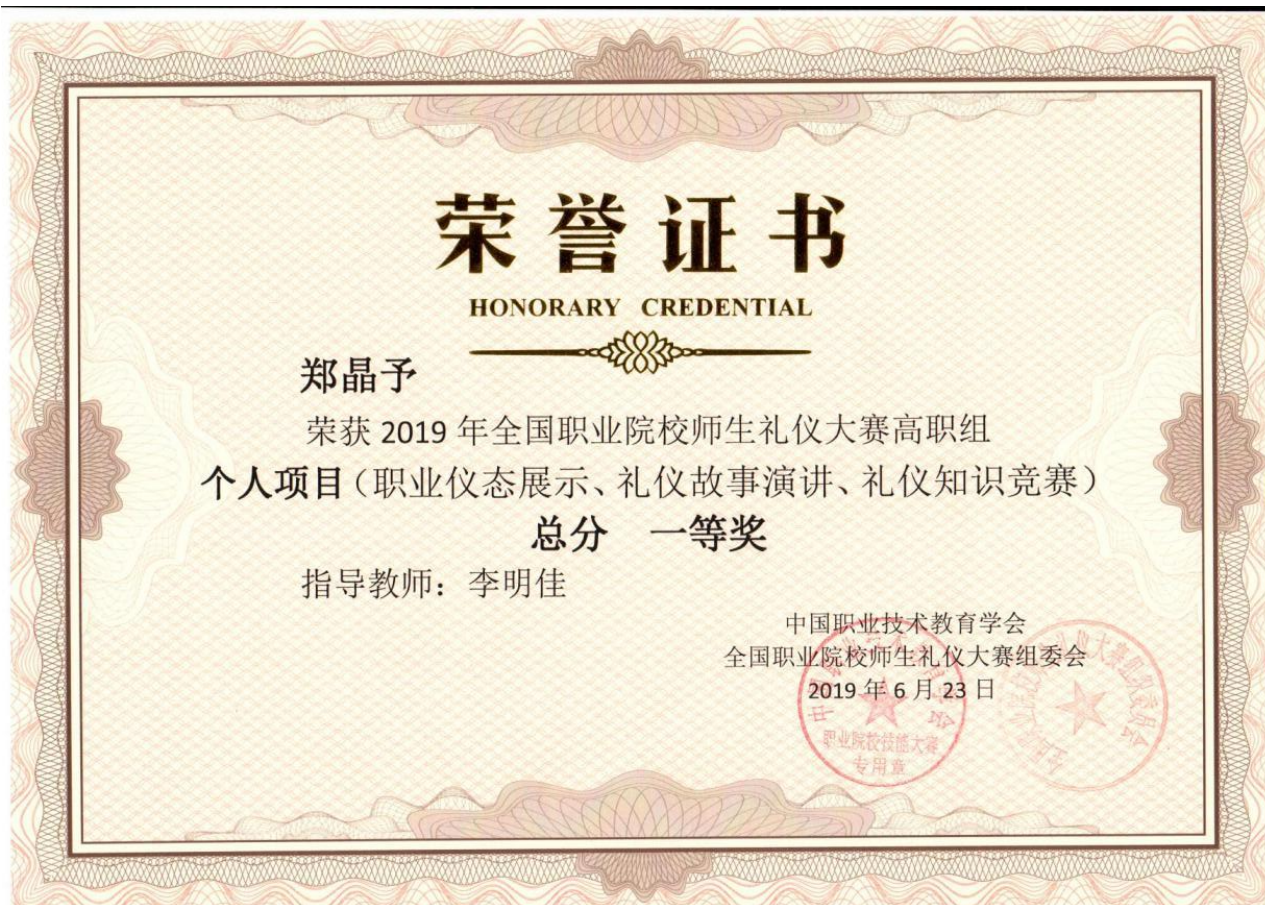 荣誉证书
HONORARY CREDENTIAL
郑晶予
荣获 2019 年全国职业院校师生礼仪大赛高职组
个人项目（职业仪态展示、礼仪故事演讲、礼仪知识竞赛）
总分 一等奖
指导教师：李明佳
中国职业技术教育学会
全国职业院校师生礼仪大赛组委会
2019 年 6 月 23 日
职业院校技能大赛
专用章